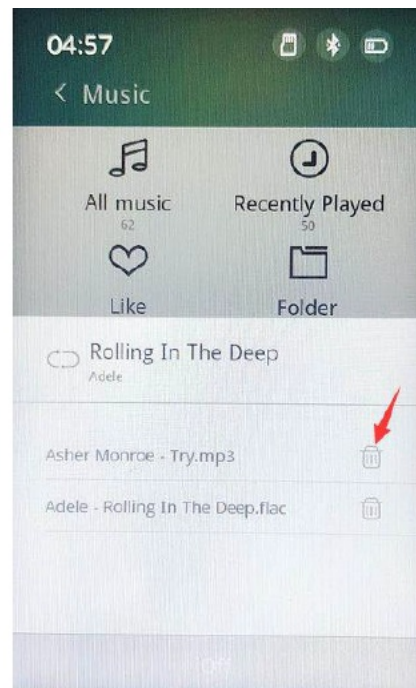 04:57
< Music
All music
62
Recently Played
50
Like
Folder
Rolling In The Deep
Adele
Asher Monroe - Try.mp3
Adele - Rolling In The Deep.flac
Off